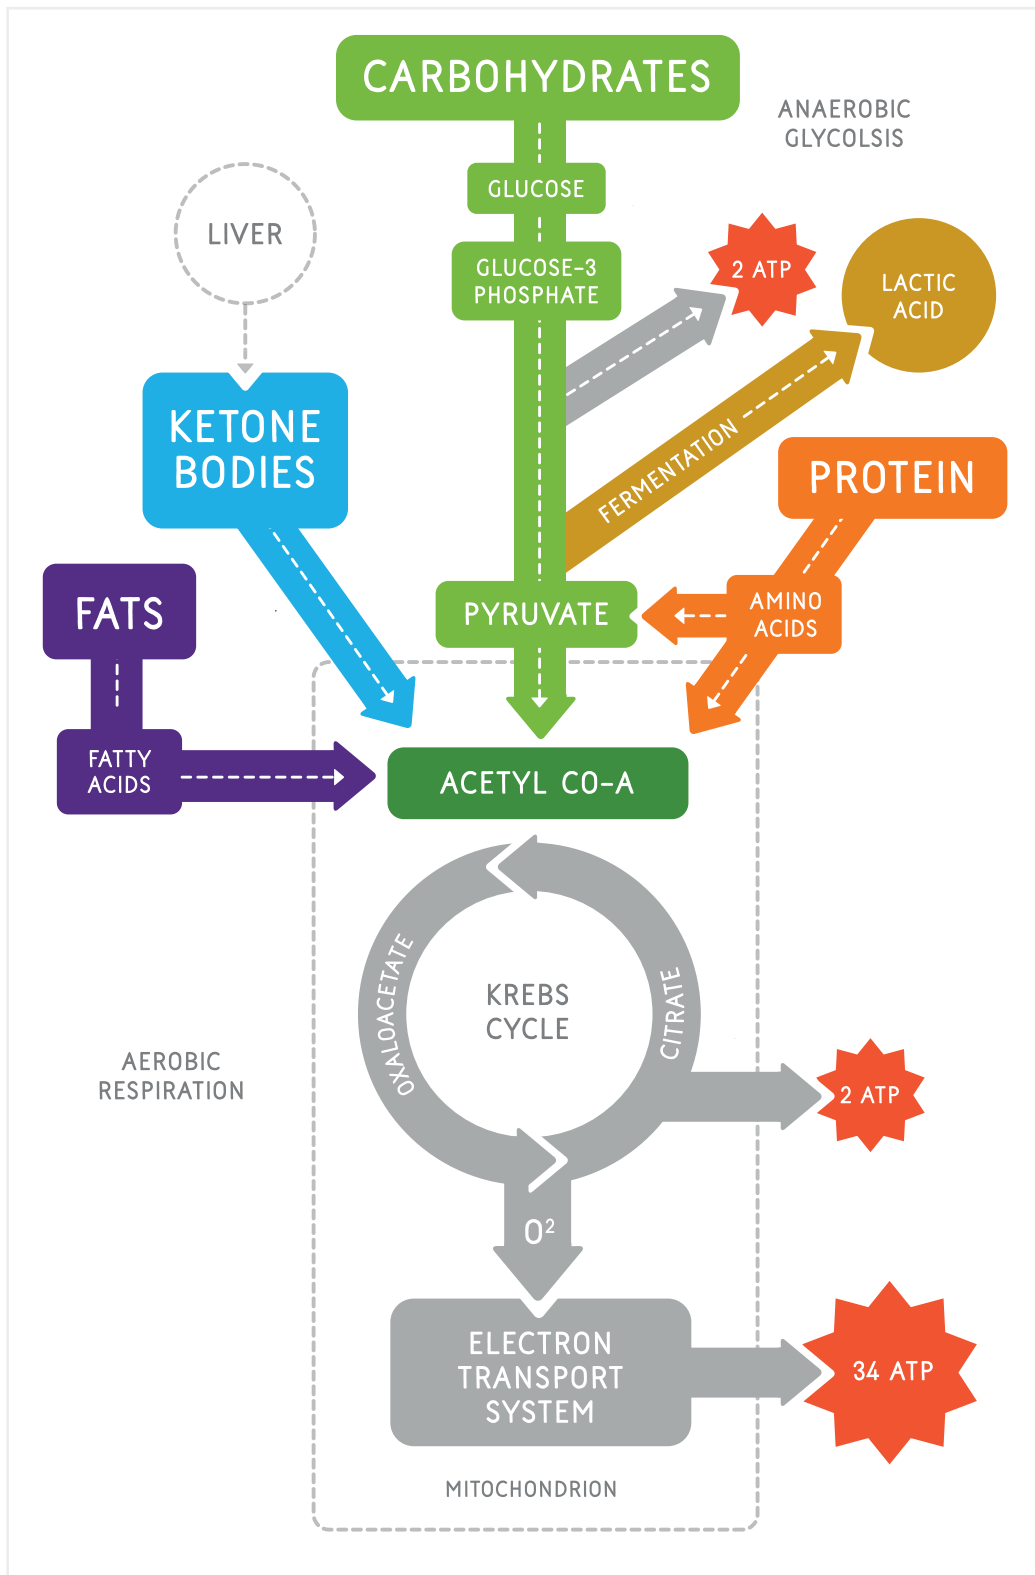 CARBOHYDRATES
ANAEROBIC
GLYCOLSIS
GLUCOSE
LIVER
GLUCOSE-3
PHOSPHATE
2 ATP
LACTIC
ACID
KETONE
BODIES
FERMENTATION
PROTEIN
FATS
PYRUVATE
AMINO
ACIDS
FATTY
ACIDS
ACETYL CO-A
OXALOACETATE
KREBS
CYCLE
CITRATE
AEROBIC
RESPIRATION
2 ATP
O²
ELECTRON
TRANSPORT
SYSTEM
34 ATP
MITOCHONDRION